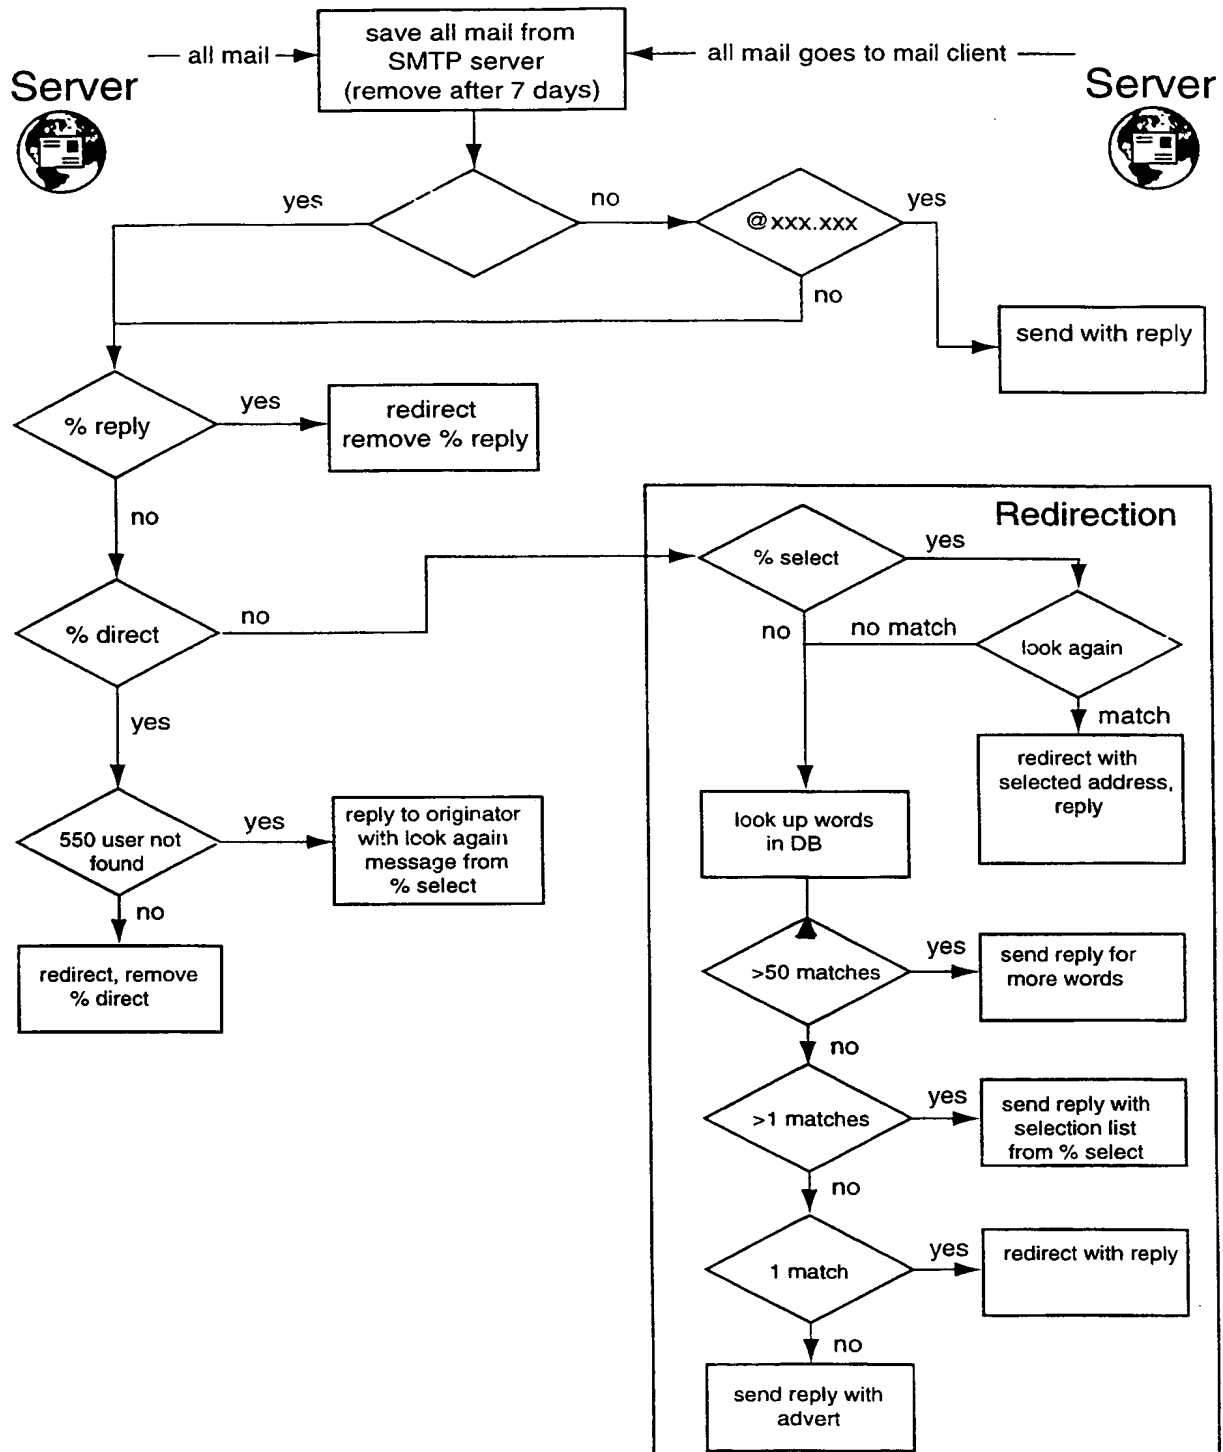 save all mail from
SMTP server
(remove after 7 days)
all mail
all mail goes to mail client
Server
Server
yes
no
@xxx.xxx
yes
no
send with reply
% reply
yes
redirect
remove % reply
no
Redirection
% select
yes
% direct
no
no
no match
look again
yes
match
redirect with
selected address,
reply
550 user not
found
yes
reply to originator
with look again
message from
% select
look up words
in DB
no
redirect, remove
% direct
>50 matches
yes
send reply for
more words
no
>1 matches
yes
send reply with
selection list
from % select
no
1 match
yes
redirect with reply
no
send reply with
advert